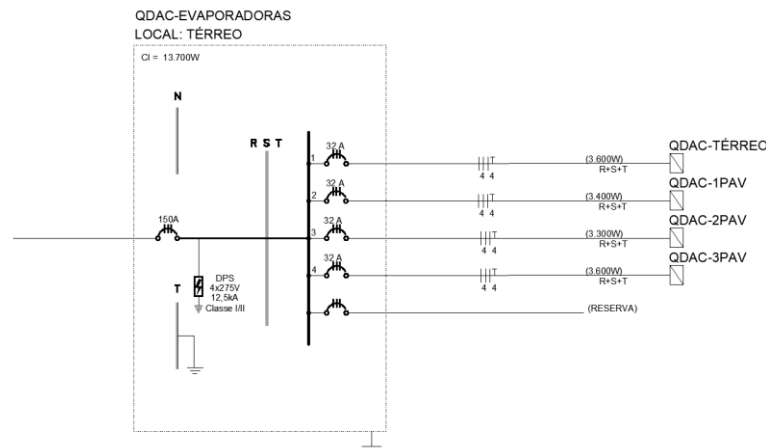 QDAC-EVAPORADORAS
LOCAL: TÉRREO
CI = 13.700W
N
R S T
150A
DPS
4x275V
12,5kA
Classe I/II
T
1
32 A
T
4 4
(3.600W)
R+S+T
QDAC-TÉRREO
2
32 A
T
4 4
(3.400W)
R+S+T
QDAC-1PAV
3
32 A
T
4 4
(3.300W)
R+S+T
QDAC-2PAV
4
32 A
T
4 4
(3.600W)
R+S+T
QDAC-3PAV
(RESERVA)